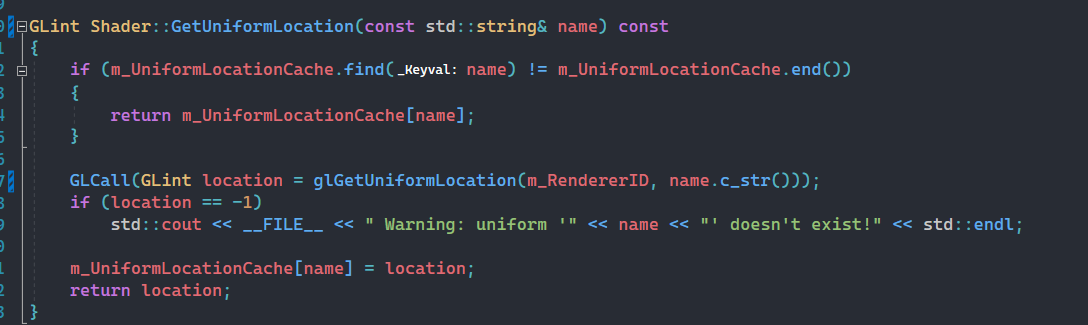 GLint Shader::GetUniformLocation(const std::string& name) const
{
if (m_UniformLocationCache.find(_Keyval: name) != m_UniformLocationCache.end())
{
return m_UniformLocationCache[name];
}
GLCall(GLint location = glGetUniformLocation(m_RendererID, name.c_str()));
if (location == -1)
std::cout << __FILE__ << " Warning: uniform '" << name << "' doesn't exist!" << std::endl;
m_UniformLocationCache[name] = location;
return location;
}